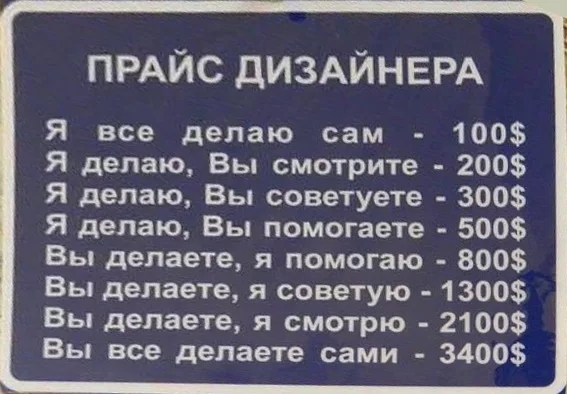 ПРАЙС ДИЗАЙНЕРА
Я все делаю сам - 100$
Я делаю, Вы смотрите - 200$
Я делаю, Вы советуете - 300$
Я делаю, Вы помогаете - 500$
Вы делаете, я помогаю - 800$
Вы делаете, я советую - 1300$
Вы делаете, я смотрю - 2100$
Вы все делаете сами - 3400$